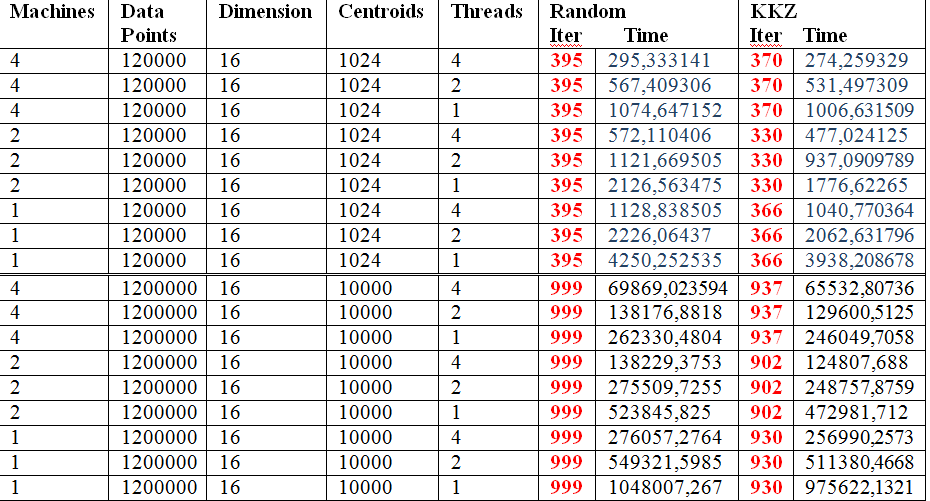 Machines Data Points Dimension Centroids Threads Random KKZ
Iter Time Iter Time
4 120000 16 1024 4 395 295,333141 370 274,259329
4 120000 16 1024 2 395 567,409306 370 531,497309
4 120000 16 1024 1 395 1074,647152 370 1006,631509
2 120000 16 1024 4 395 572,110406 330 477,024125
2 120000 16 1024 2 395 1121,669505 330 937,0909789
2 120000 16 1024 1 395 2126,563475 330 1776,62265
1 120000 16 1024 4 395 1128,838505 366 1040,770364
1 120000 16 1024 2 395 2226,06437 366 2062,631796
1 120000 16 1024 1 395 4250,252535 366 3938,208678
4 1200000 16 10000 4 999 69869,023594 937 65532,80736
4 1200000 16 10000 2 999 138176,8818 937 129600,5125
4 1200000 16 10000 1 999 262330,4804 937 246049,7058
2 1200000 16 10000 4 999 138229,3753 902 124807,688
2 1200000 16 10000 2 999 275509,7255 902 248757,8759
2 1200000 16 10000 1 999 523845,825 902 472981,712
1 1200000 16 10000 4 999 276057,2764 930 256990,2573
1 1200000 16 10000 2 999 549321,5985 930 511380,4668
1 1200000 16 10000 1 999 1048007,267 930 975622,1321